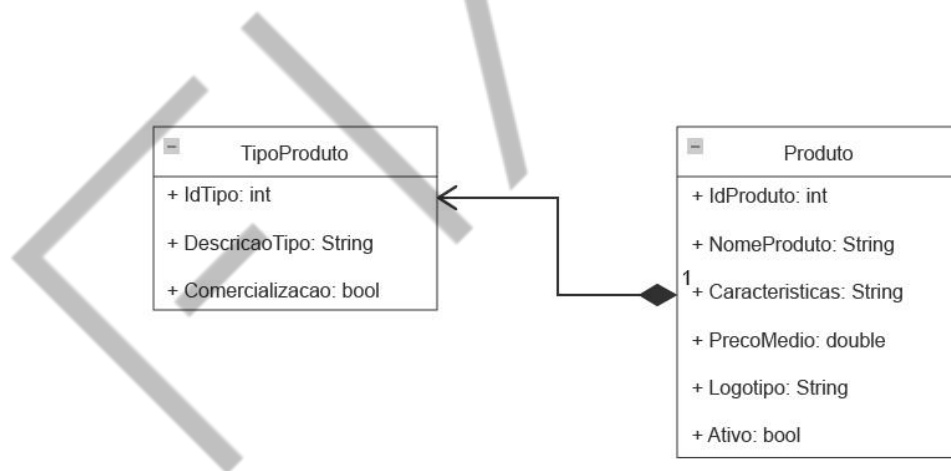 TipoProduto
+ IdTipo: int
+ DescricaoTipo: String
+ Comercializacao: bool
Produto
+ IdProduto: int
+ NomeProduto: String
1
+ Caracteristicas: String
+ PrecoMedio: double
+ Logotipo: String
+ Ativo: bool